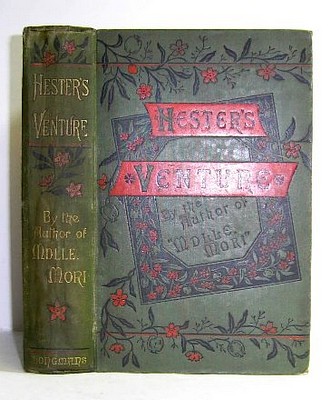 HESTER'S
VENTURE
By the
Author of
MDLLE.
MORI
LONGMANS
HESTER'S
VENTURE
By the
Author of
"MDLLE.
MORI"